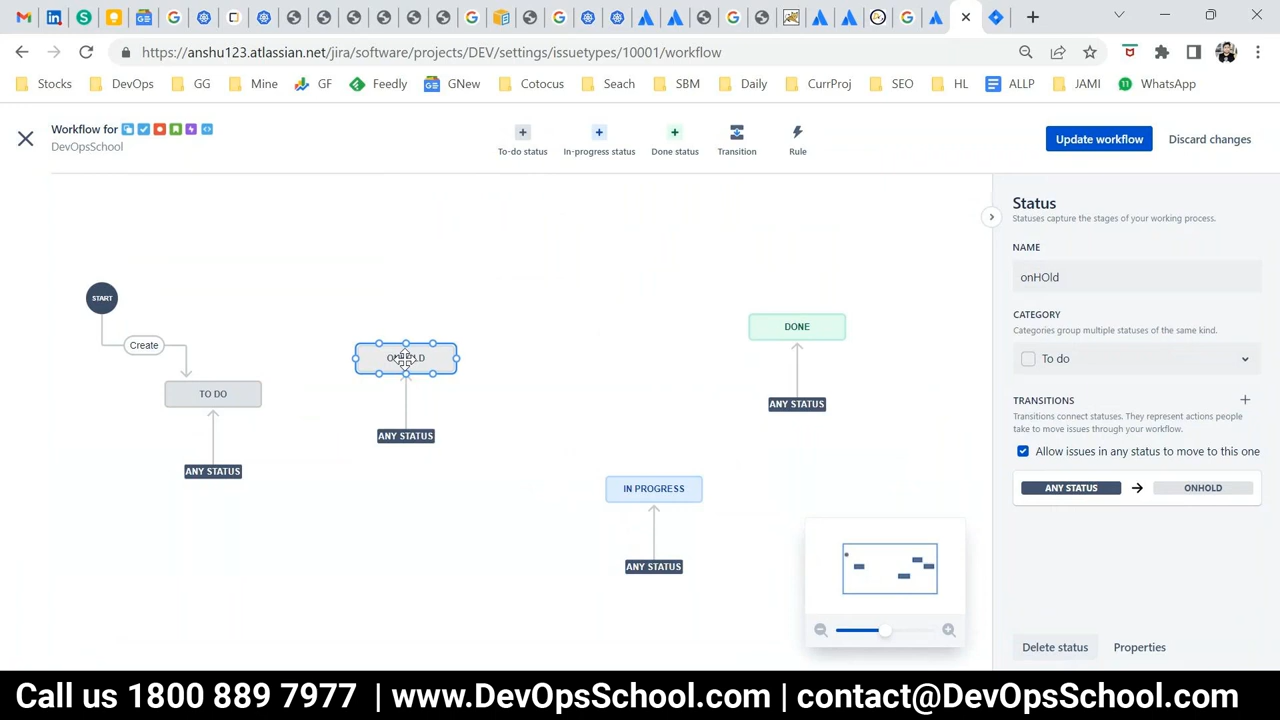 https://anshu123.atlassian.net/jira/software/projects/DEV/settings/issuetypes/10001/workflow
Stocks DevOps GG Mine GF Feedly GNew Cotocus Seach SBM Daily CurrProj SEO HL ALLP JAMI 11 WhatsApp
Workflow for
DevOpsSchool
To-do status In-progress status Done status Transition Rule
Update workflow Discard changes
START
Create
TO DO
ANY STATUS
ANY STATUS
DONE
ANY STATUS
IN PROGRESS
ANY STATUS
Status
Statuses capture the stages of your working process.
NAME
onHOld
CATEGORY
Categories group multiple statuses of the same kind.
To do
TRANSITIONS
Transitions connect statuses. They represent actions people
take to move issues through your workflow.
Allow issues in any status to move to this one
ANY STATUS ONHOLD
Delete status Properties
Call us 1800 889 7977 | www.DevOpsSchool.com | contact@DevOpsSchool.com